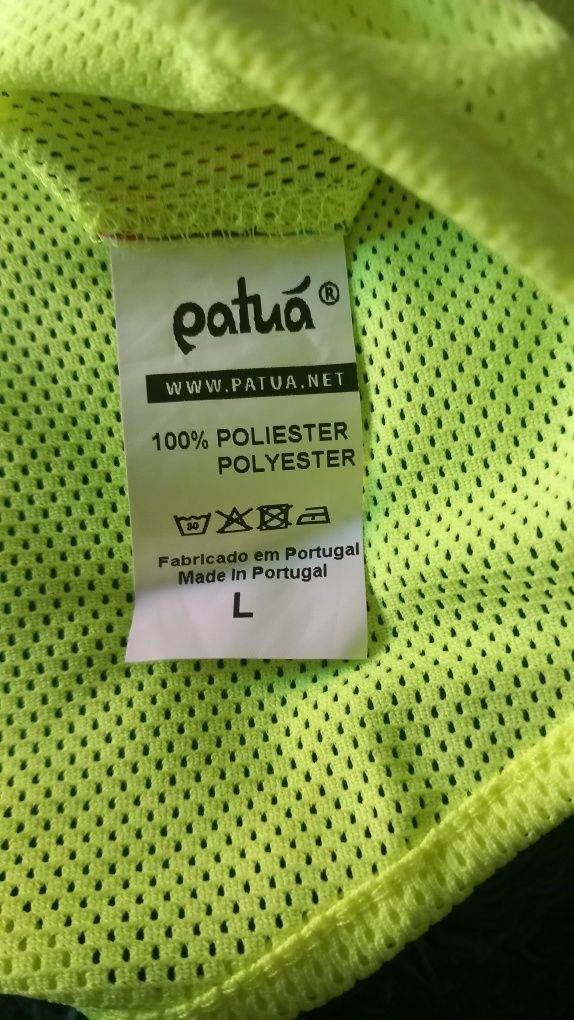 patuá®
WWW.PATUA.NET
100% POLIESTER
POLYESTER
30
Fabricado em Portugal
Made in Portugal
L